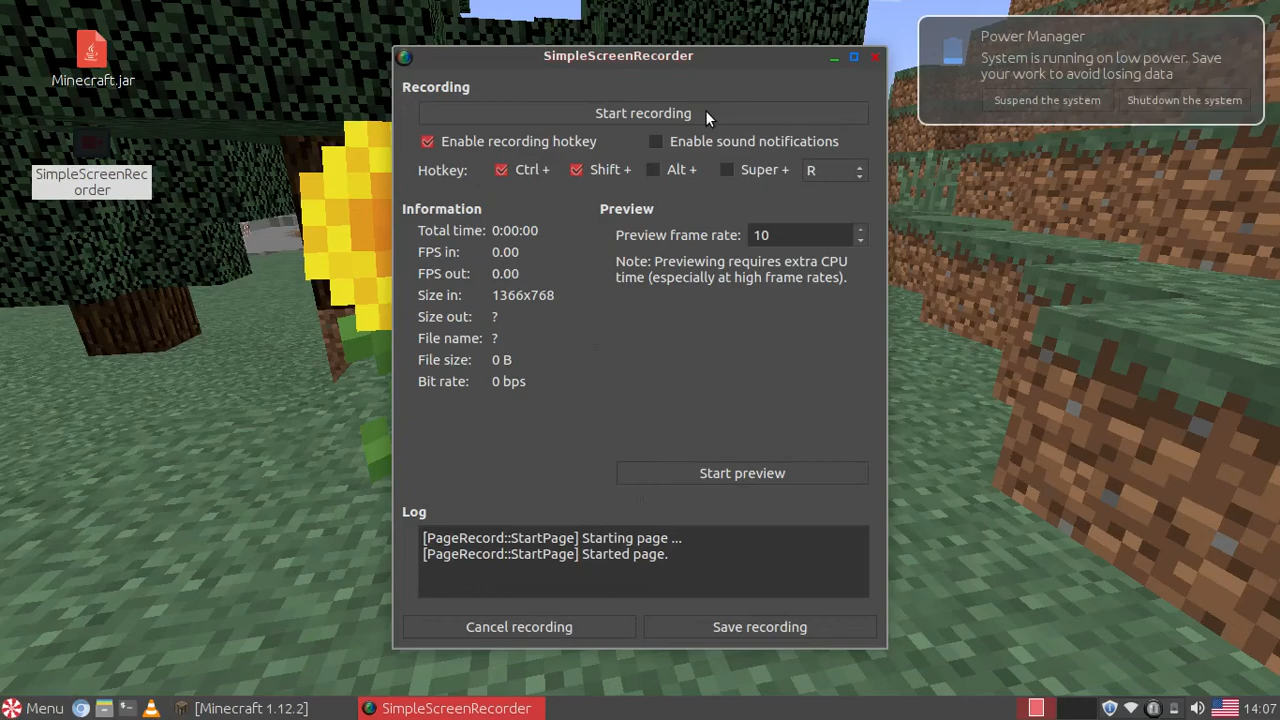 Minecraft.jar
SimpleScreenRec
order
Power Manager
System is running on low power. Save
your work to avoid losing data
Suspend the system
Shutdown the system
SimpleScreenRecorder
Recording
Start recording
Enable recording hotkey
Enable sound notifications
Hotkey:
Ctrl +
Shift +
Alt +
Super +
R
Information
Total time: 0:00:00
FPS in: 0.00
FPS out: 0.00
Size in: 1366x768
Size out: ?
File name: ?
File size: 0 B
Bit rate: 0 bps
Preview
Preview frame rate: 10
Note: Previewing requires extra CPU
time (especially at high frame rates).
Start preview
Log
[PageRecord::StartPage] Starting page ...
[PageRecord::StartPage] Started page.
Cancel recording
Save recording
Menu
[Minecraft 1.12.2]
SimpleScreenRecorder
14:07